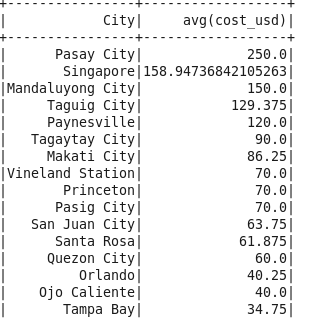 +----------------+------------------+
|            City|     avg(cost_usd)|
+----------------+------------------+
|      Pasay City|             250.0|
|       Singapore|158.94736842105263|
|Mandaluyong City|             150.0|
|     Taguig City|           129.375|
|     Paynesville|             120.0|
|   Tagaytay City|              90.0|
|     Makati City|             86.25|
|Vineland Station|              70.0|
|       Princeton|              70.0|
|      Pasig City|              70.0|
|   San Juan City|             63.75|
|      Santa Rosa|            61.875|
|     Quezon City|              60.0|
|         Orlando|             40.25|
|    Ojo Caliente|              40.0|
|       Tampa Bay|             34.75|